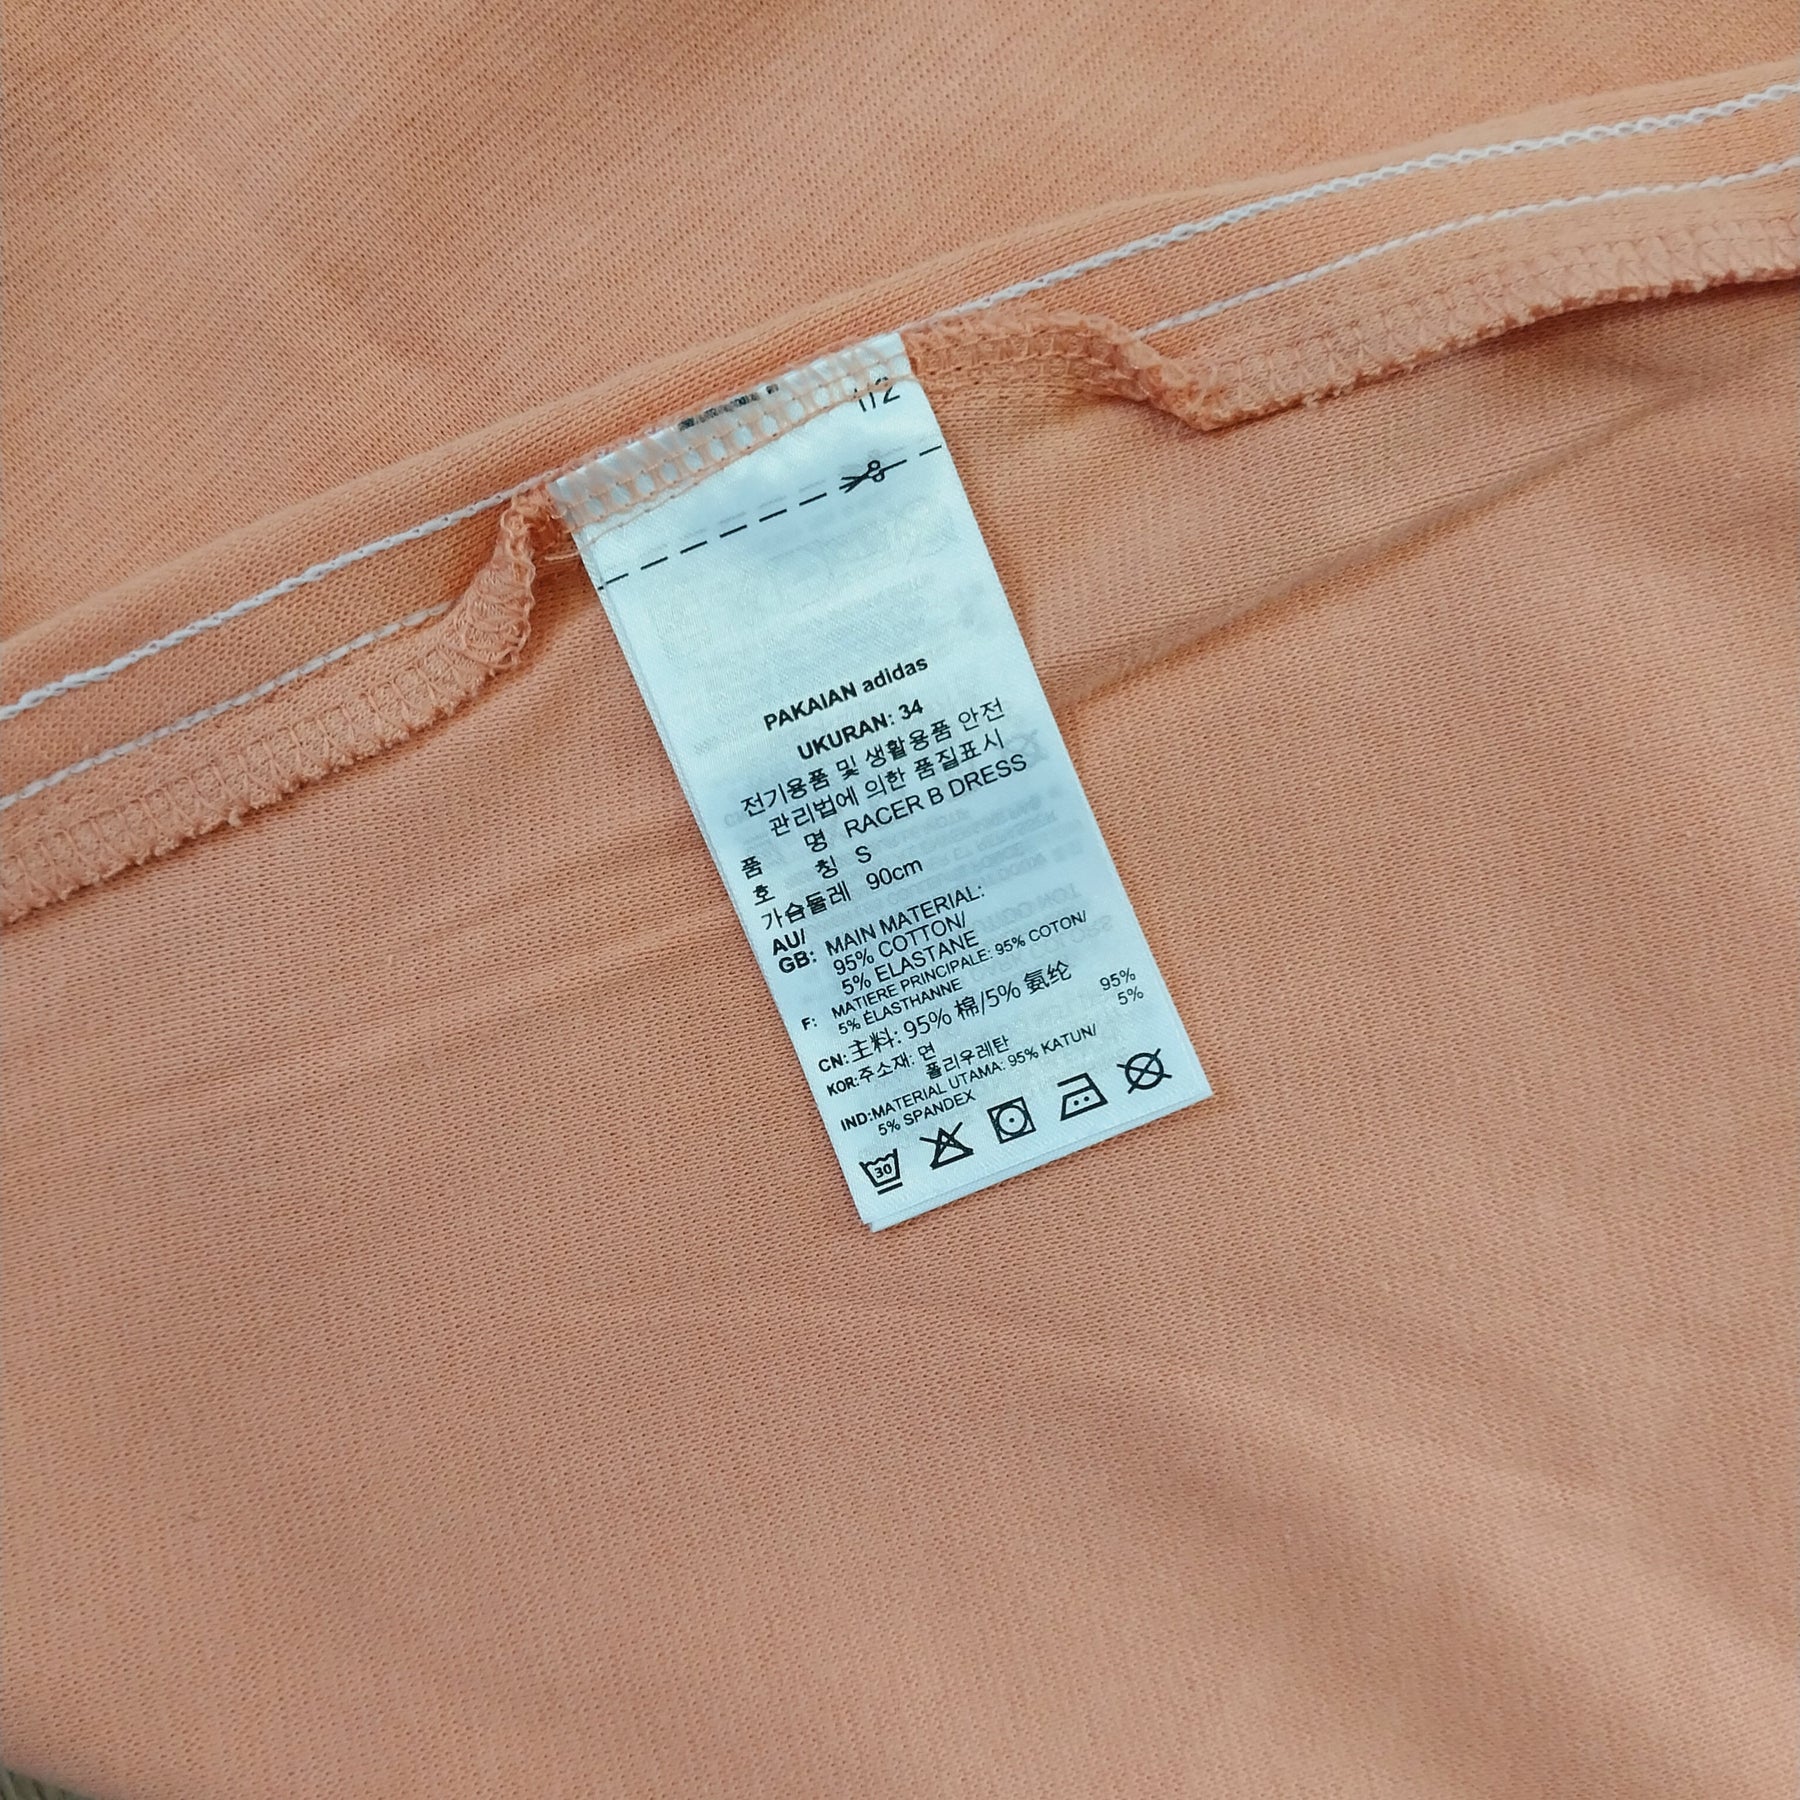 1/2
PAKAIAN adidas
UKURAN: 34
전기용품 및 생활용품 안전
관리법에 의한 품질표시
품 명 RACER B DRESS
호 칭 S
가슴둘레 90cm
AU/ GB: MAIN MATERIAL:
95% COTTON/
5% ELASTANE
F: MATIERE PRINCIPALE: 95% COTON/
5% ÉLASTHANNE
CN: 主料: 95% 棉/5% 氨纶
KOR: 주소재: 면 95%
폴리우레탄 5%
IND: MATERIAL UTAMA: 95% KATUN/
5% SPANDEX
30